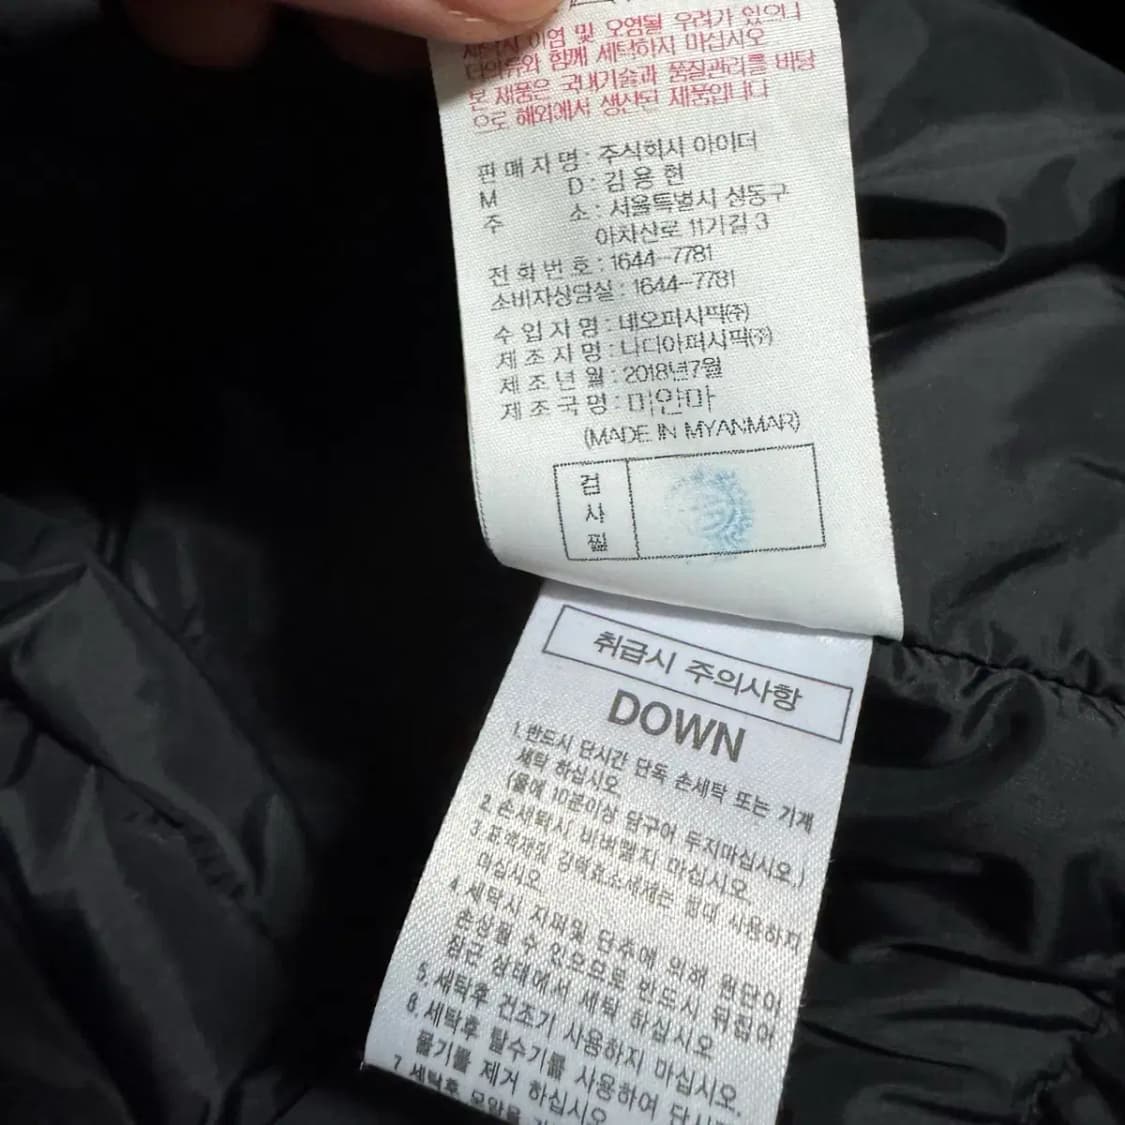 세탁시 이염 및 오염될 우려가 있으니
다의류와 함께 세탁하지 마십시오
본 제품은 국내기술과 품질관리를 바탕
으로 해외에서 생산된 제품입니다
판 매 자 명 : 주식회사 아이더
M D : 김 용 현
주 소 : 서울특별시 성동구
아차산로 11가길 3
전 화 번 호 : 1644-7781
소비자상담실 : 1644-7781
수 입 자 명 : 네오퍼시픽(주)
제 조 자 명 : 나디아퍼시픽(주)
제 조 년 월 : 2018년7월
제 조 국 명 : 미얀마
(MADE IN MYANMAR)
검
사
필
취급시 주의사항
DOWN
1. 반드시 단시간 단독 손세탁 또는 기계
세탁 하십시오
(물에 10분이상 담구어 두지마십시오.)
2. 손세탁시 비벼빨지 마십시오
3. 표백제및 강력효소세제는 절대 사용하지
마십시오
4. 세탁시 지퍼및 단추에 의해 원단이
손상될 수 있으므로 반드시 뒤집어
잠근 상태에서 세탁 하십시오
5. 세탁후 건조기 사용하지 마십시오.
6. 세탁후 탈수기를 사용하여 단시
물기를 제거 하십시오
7. 세탁후 모양을